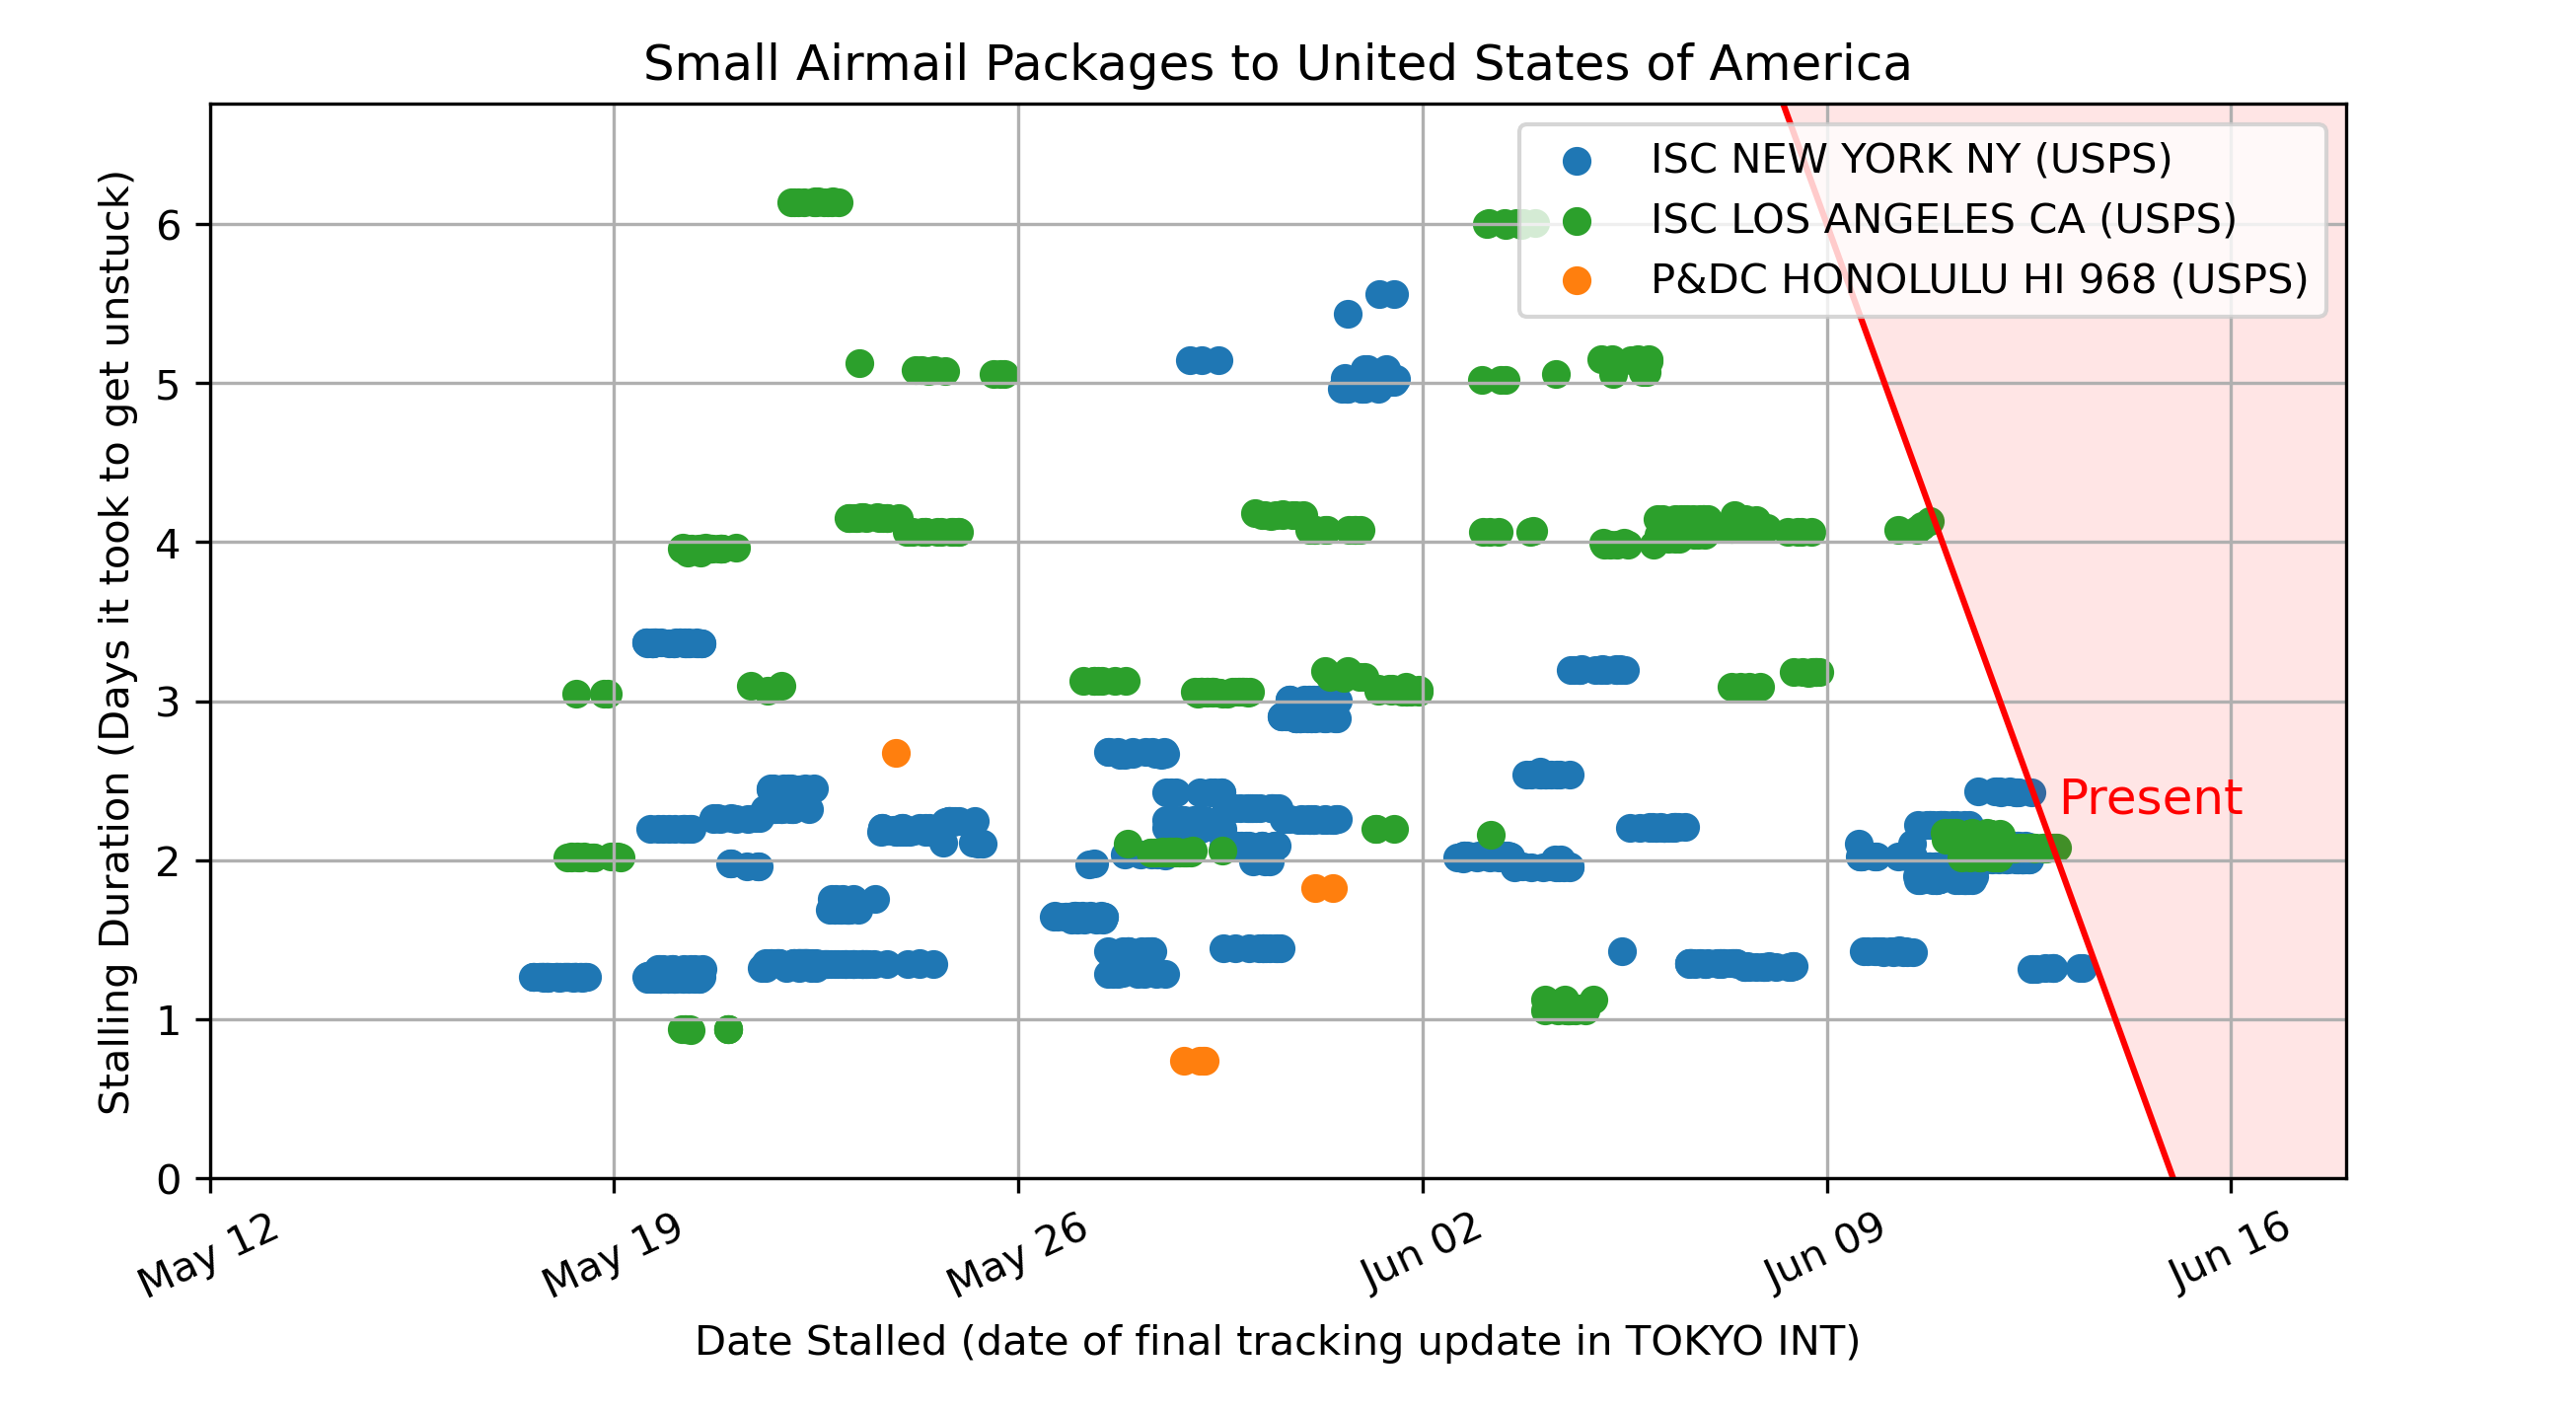 Small Airmail Packages to United States of America
ISC NEW YORK NY (USPS)
ISC LOS ANGELES CA (USPS)
P&DC HONOLULU HI 968 (USPS)
Stalling Duration (Days it took to get unstuck)
6
5
4
3
2
1
0
Present
May 12
May 19
May 26
Jun 02
Jun 09
Jun 16
Date Stalled (date of final tracking update in TOKYO INT)